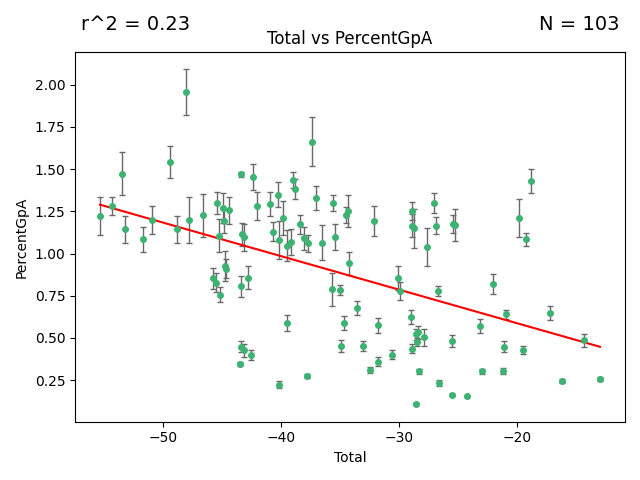 r^2 = 0.23 N = 103
Total vs PercentGpA
2.00
1.75
1.50
1.25
1.00
0.75
0.50
0.25
PercentGpA
−50 −40 −30 −20
Total